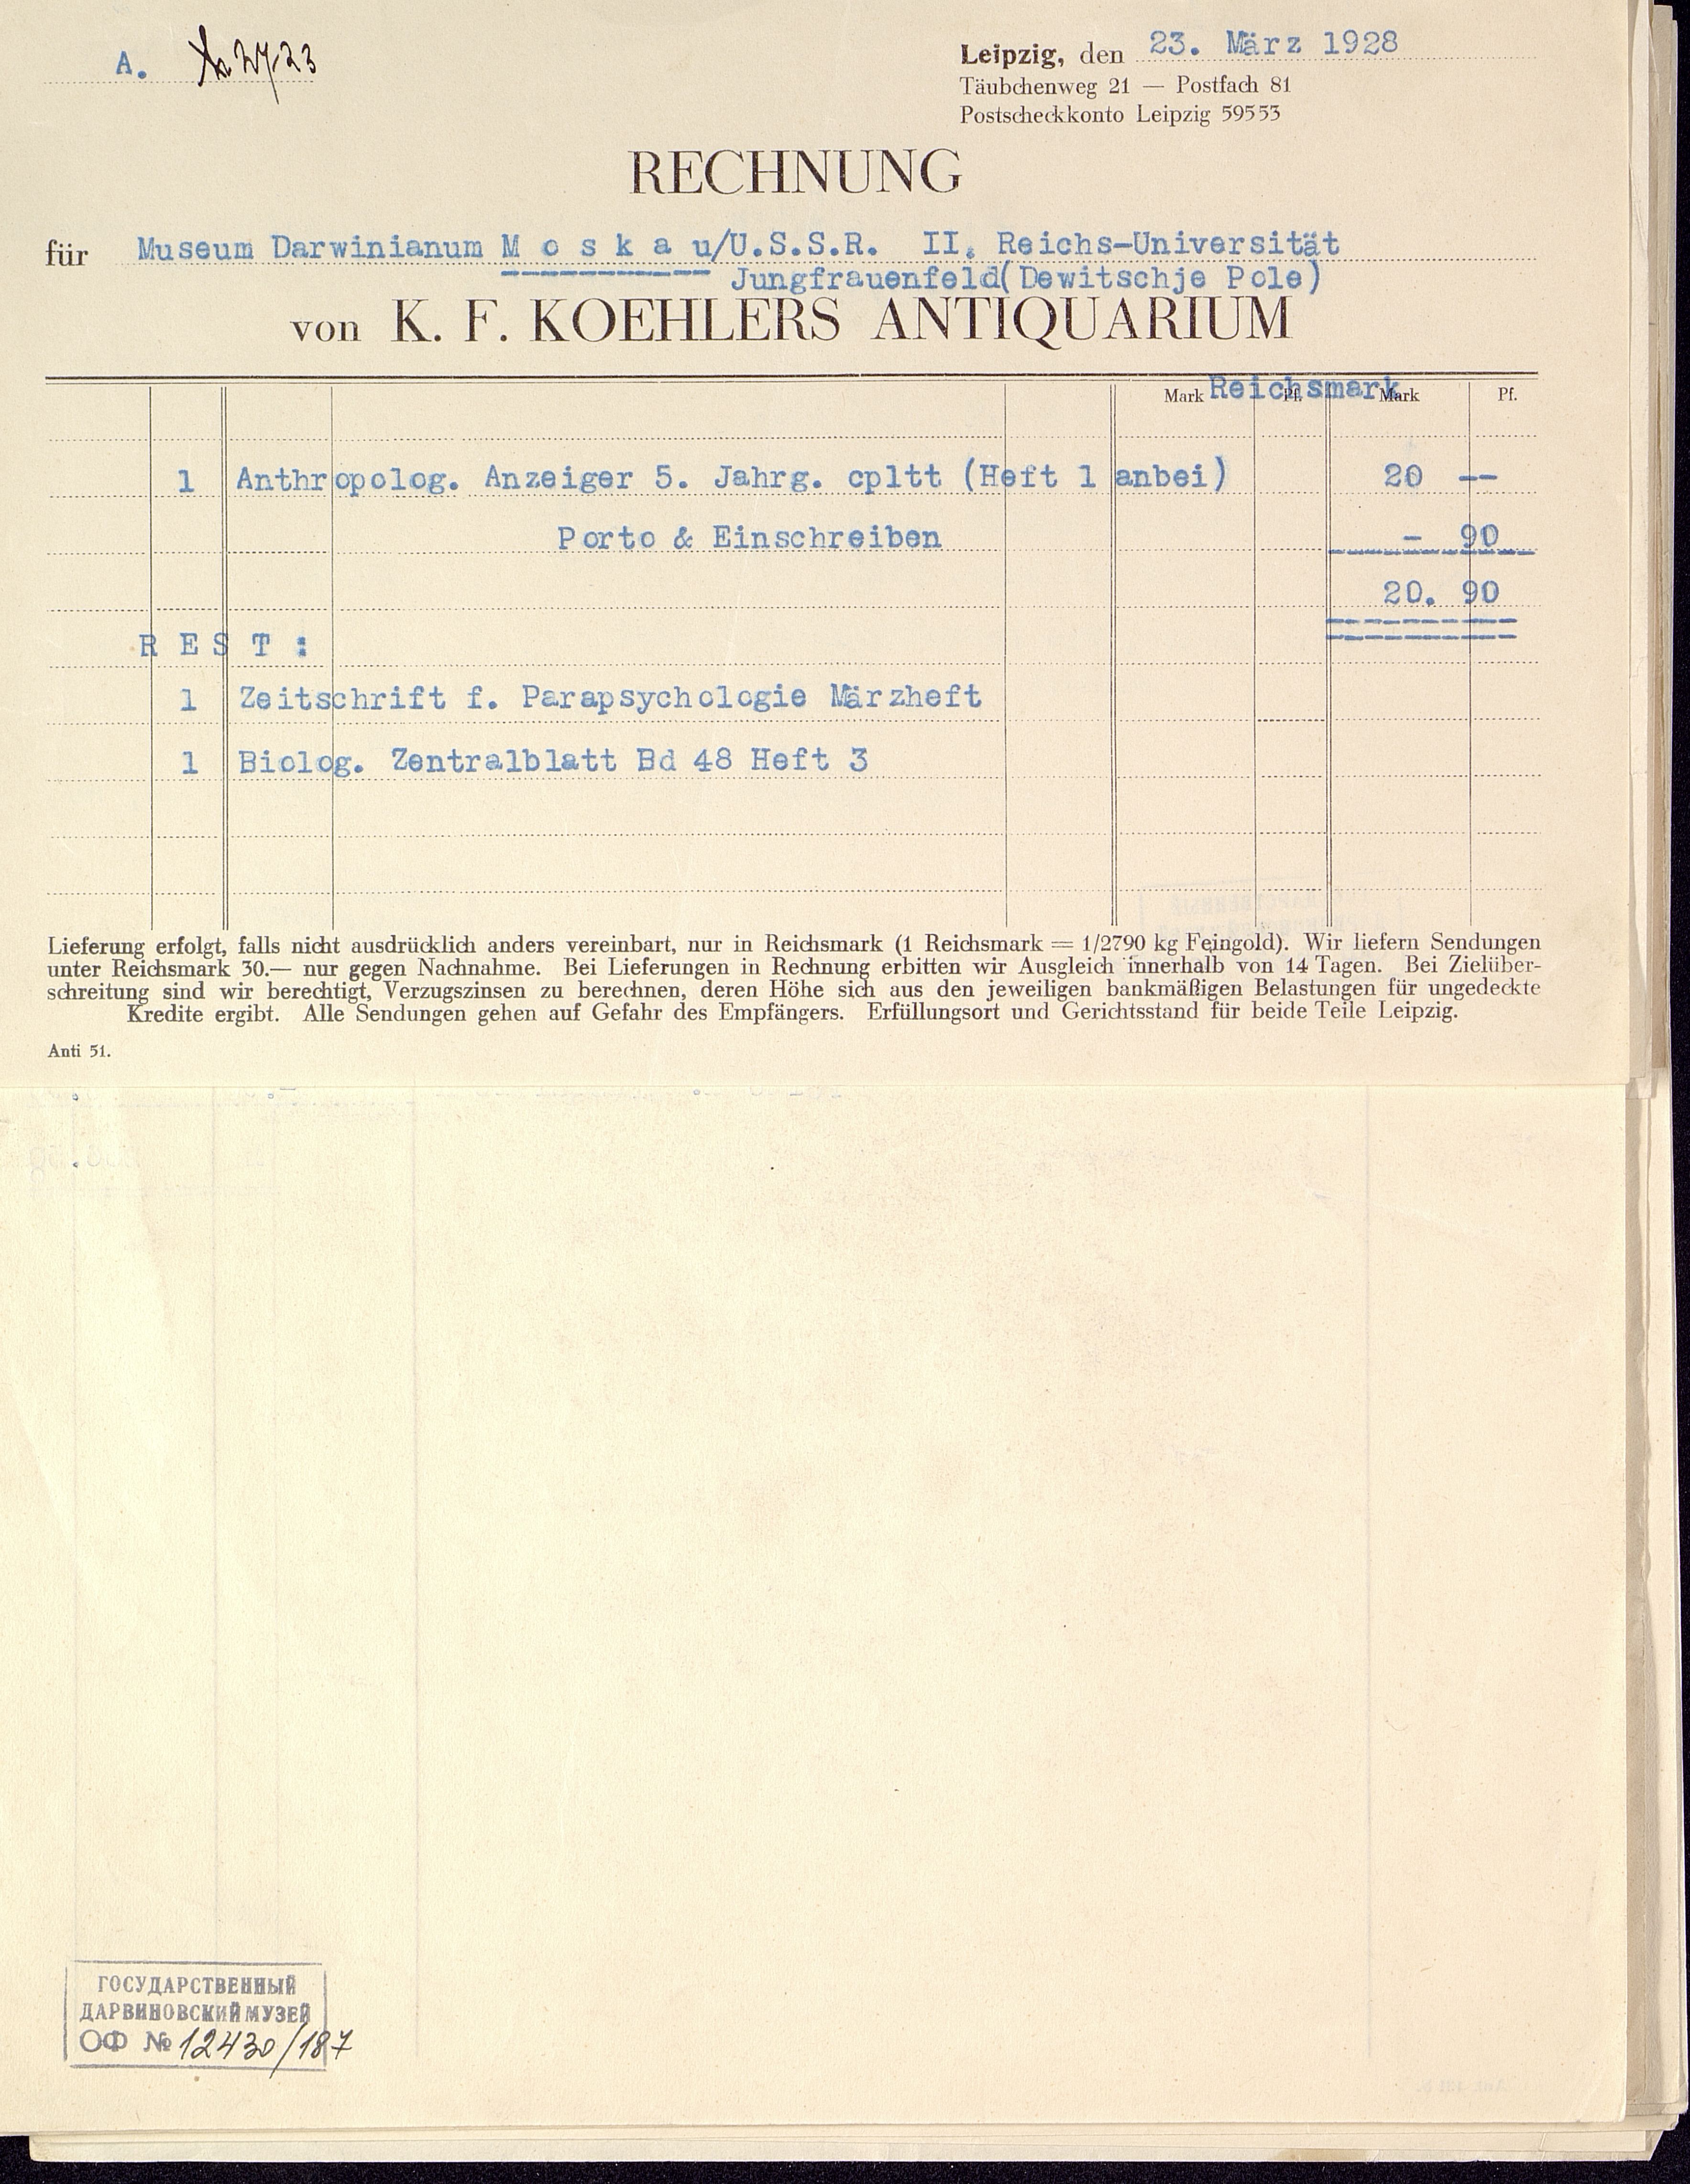 A.
Leipzig, den 23. März 1928
Täubchenweg 21 — Postfach 81
Postscheckkonto Leipzig 59553
RECHNUNG
für Museum Darwinianum M o s k a u/U.S.S.R. II. Reichs-Universität
Jungfrauenfeld(Dewitschje Pole)
von K. F. KOEHLERS ANTIQUARIUM
Mark Pf. Reichsmark Mark Pf.
1 Anthropolog. Anzeiger 5. Jahrg. cpltt (Heft 1 anbei) 20 --
Porto & Einschreiben - 90
20. 90
R E S T :
1 Zeitschrift f. Parapsychologie Märzheft
1 Biolog. Zentralblatt Bd 48 Heft 3
Lieferung erfolgt, falls nicht ausdrücklich anders vereinbart, nur in Reichsmark (1 Reichsmark = 1/2790 kg Feingold). Wir liefern Sendungen
unter Reichsmark 30.— nur gegen Nachnahme. Bei Lieferungen in Rechnung erbitten wir Ausgleich innerhalb von 14 Tagen. Bei Zielüber-
schreitung sind wir berechtigt, Verzugszinsen zu berechnen, deren Höhe sich aus den jeweiligen bankmäßigen Belastungen für ungedeckte
Kredite ergibt. Alle Sendungen gehen auf Gefahr des Empfängers. Erfüllungsort und Gerichtsstand für beide Teile Leipzig.
Anti 51.
ГОСУДАРСТВЕННЫЙ
ДАРВИНОВСКИЙ МУЗЕЙ
ОФ № 12430/187